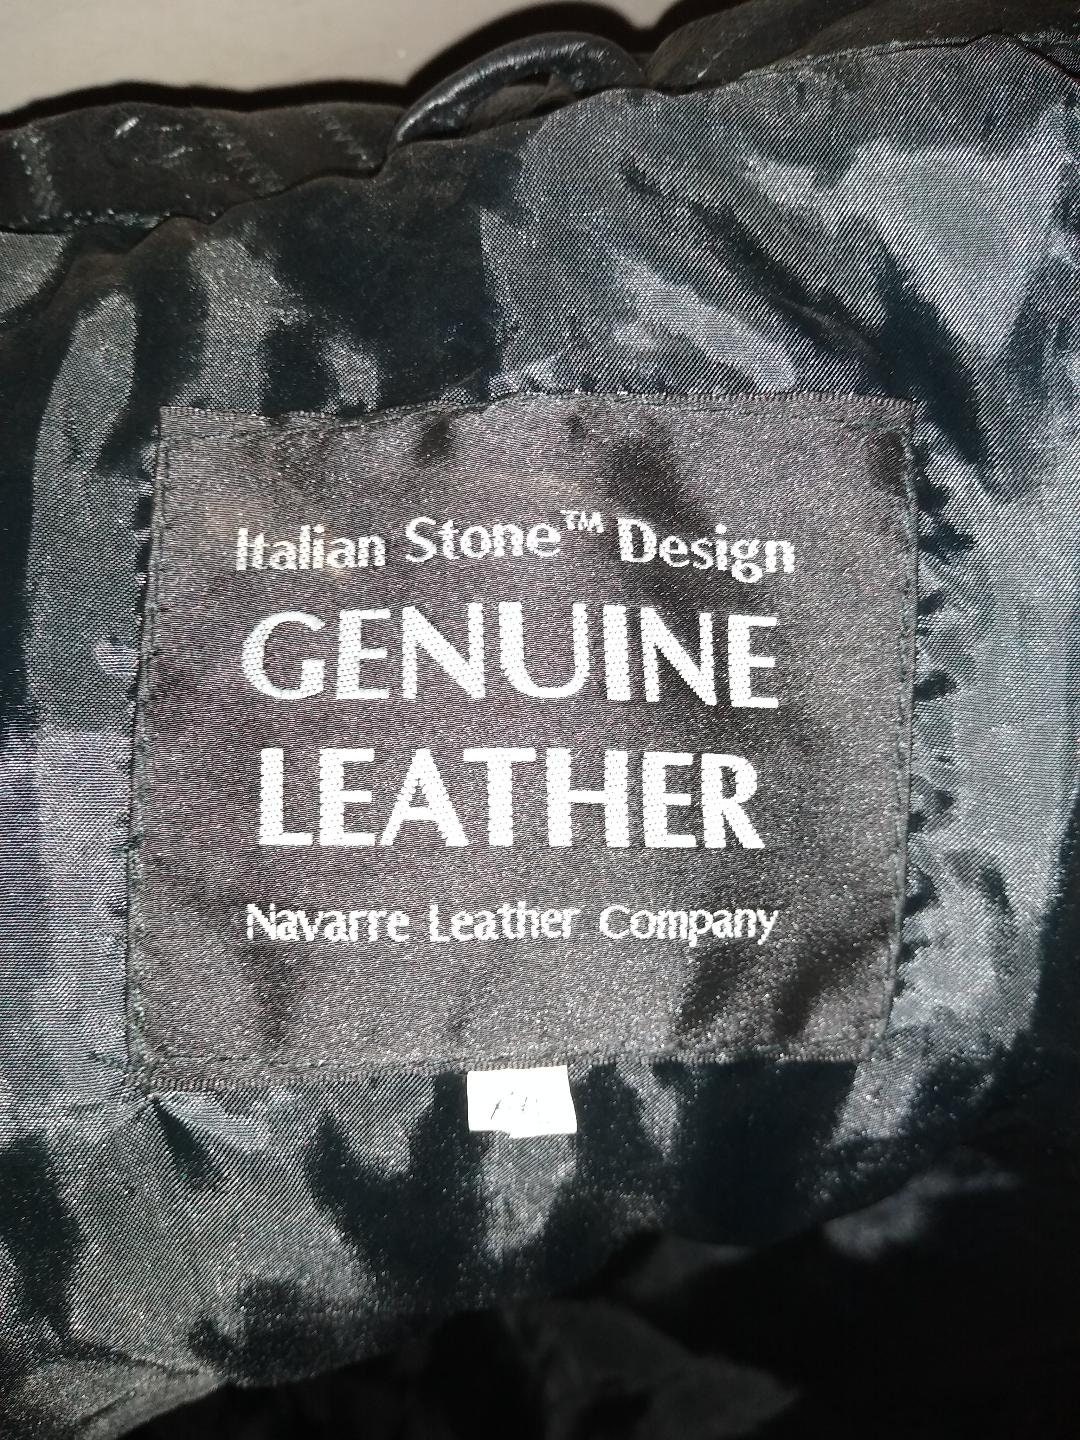 Italian Stone™ Design
GENUINE
LEATHER
Navarre Leather Company